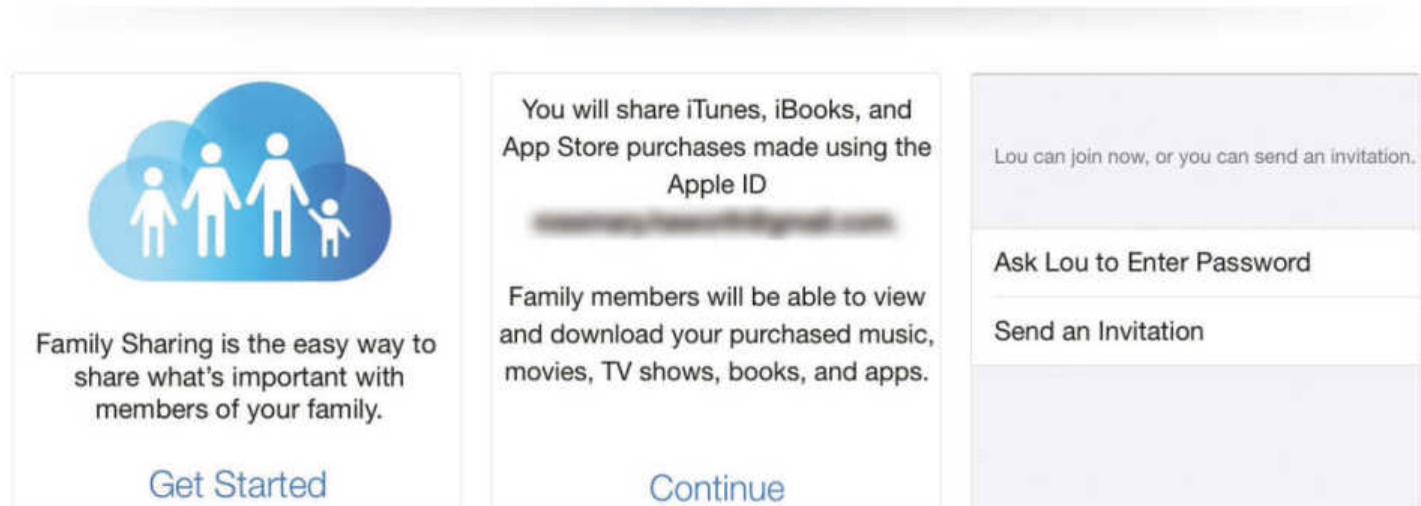 Family Sharing is the easy way to
share what's important with
members of your family.
Get Started
You will share iTunes, iBooks, and
App Store purchases made using the
Apple ID
Family members will be able to view
and download your purchased music,
movies, TV shows, books, and apps.
Continue
Lou can join now, or you can send an invitation.
Ask Lou to Enter Password
Send an Invitation